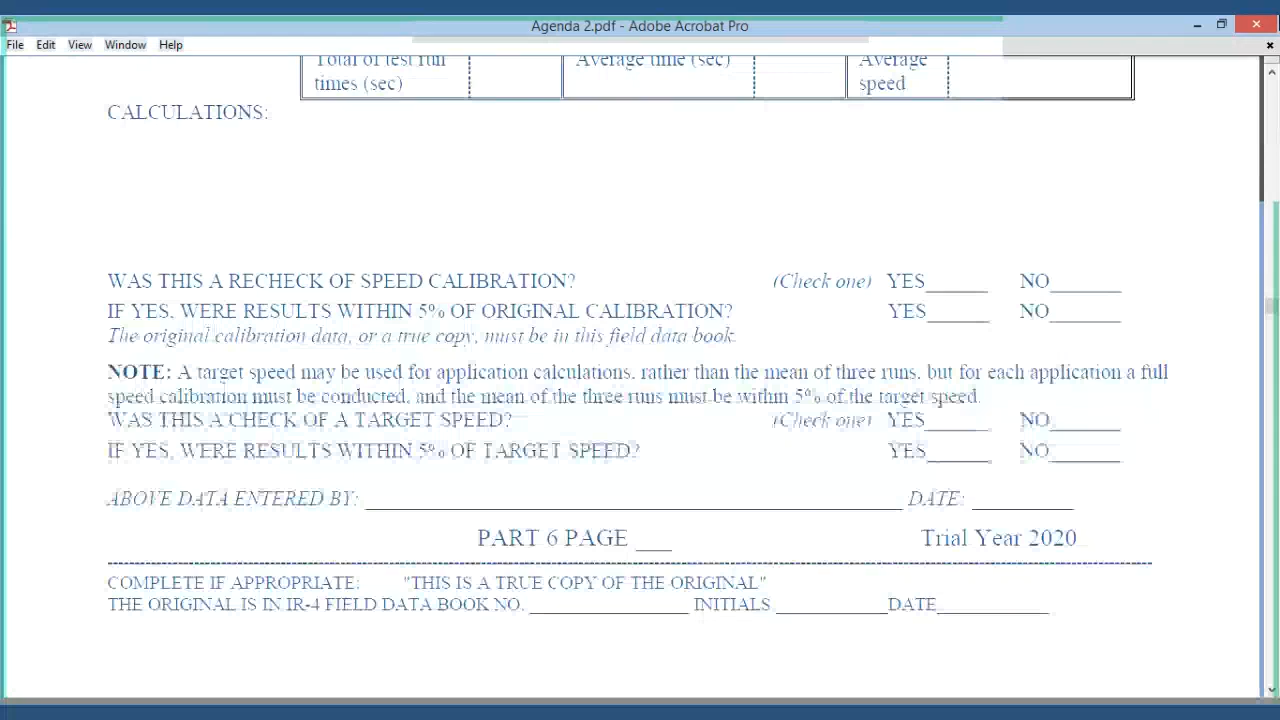 Agenda 2.pdf - Adobe Acrobat Pro
File Edit View Window Help
Total of test run Average time (sec) Average
times (sec) speed
CALCULATIONS:
WAS THIS A RECHECK OF SPEED CALIBRATION? (Check one) YES______ NO_______
IF YES, WERE RESULTS WITHIN 5% OF ORIGINAL CALIBRATION? YES______ NO_______
The original calibration data, or a true copy, must be in this field data book.
NOTE: A target speed may be used for application calculations, rather than the mean of three runs, but for each application a full
speed calibration must be conducted, and the mean of the three runs must be within 5% of the target speed.
WAS THIS A CHECK OF A TARGET SPEED? (Check one) YES______ NO_______
IF YES, WERE RESULTS WITHIN 5% OF TARGET SPEED? YES______ NO_______
ABOVE DATA ENTERED BY: ______________________ DATE: __________
PART 6 PAGE ___ Trial Year 2020
COMPLETE IF APPROPRIATE: "THIS IS A TRUE COPY OF THE ORIGINAL"
THE ORIGINAL IS IN IR-4 FIELD DATA BOOK NO. ________________ INITIALS ___________DATE___________